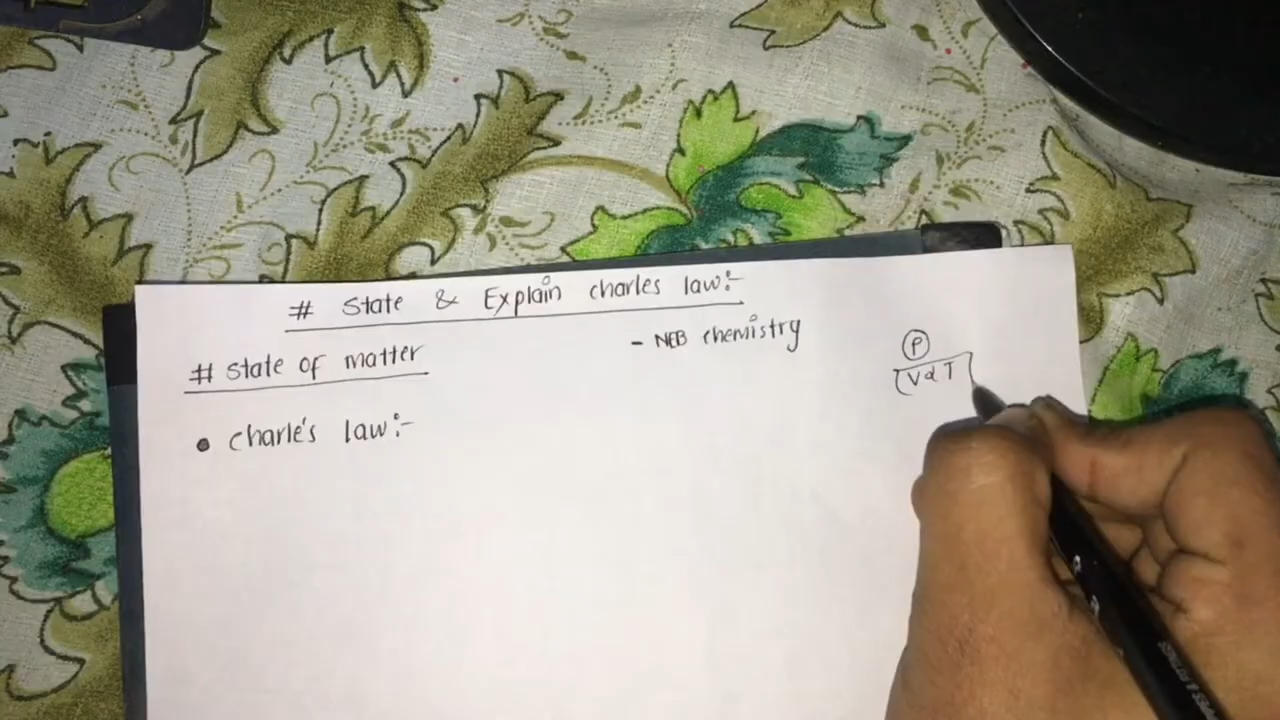 # State & Explain charles law:-
- NEB chemistry
# state of matter
P
V α T
• charle's law:-